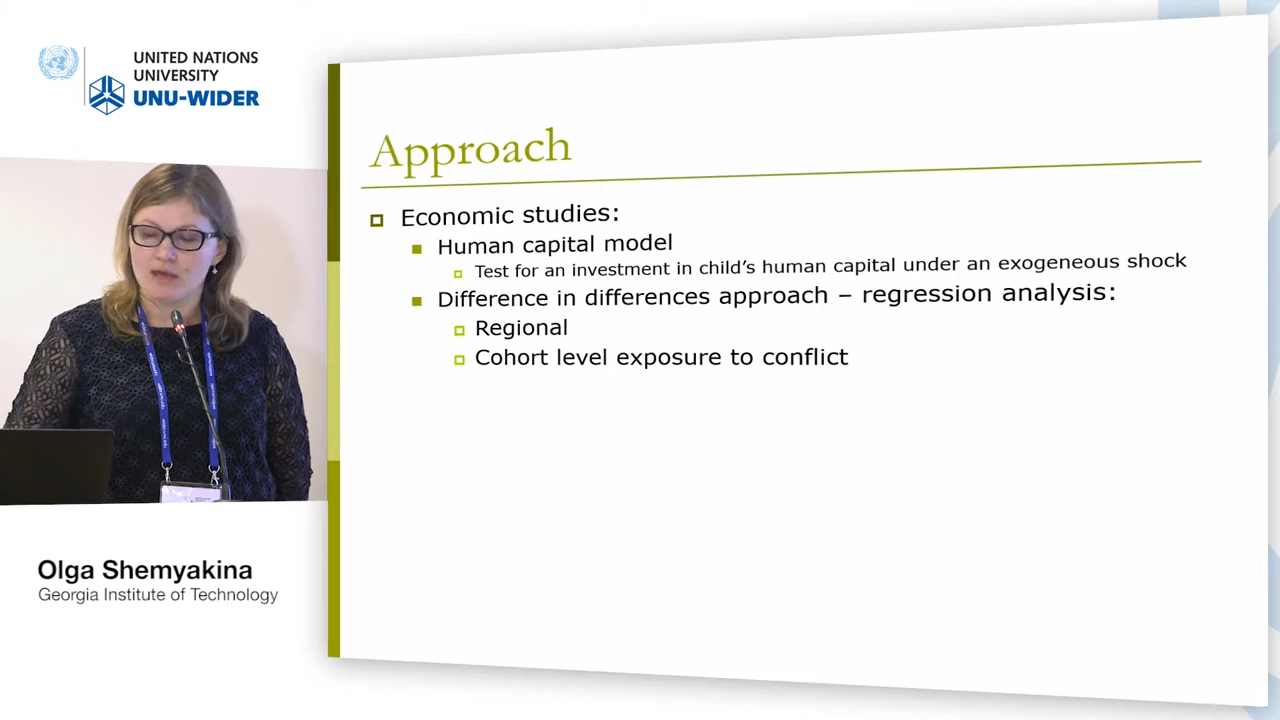 UNITED NATIONS
UNIVERSITY
UNU-WIDER
Approach
Economic studies:
Human capital model
Test for an investment in child's human capital under an exogeneous shock
Difference in differences approach – regression analysis:
Regional
Cohort level exposure to conflict
Olga Shemyakina
Georgia Institute of Technology